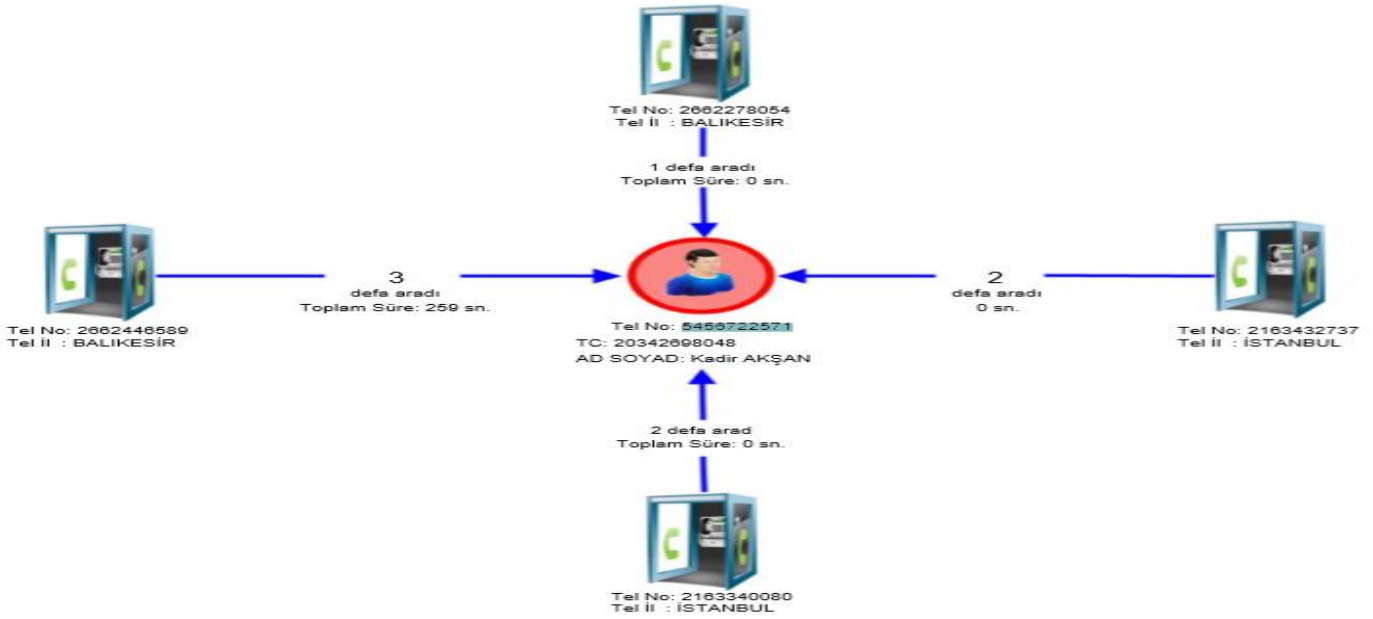 Tel No: 2662278054
Tel İl : BALIKESİR
1 defa aradı
Toplam Süre: 0 sn.
3
defa aradı
Toplam Süre: 259 sn.
Tel No: 2662446589
Tel İl : BALIKESİR
2
defa aradı
0 sn.
Tel No: 2163432737
Tel İl : İSTANBUL
Tel No: 5456722571
TC: 20342698048
AD SOYAD: Kadir AKŞAN
2 defa arad
Toplam Süre: 0 sn.
Tel No: 2163340080
Tel İl : İSTANBUL